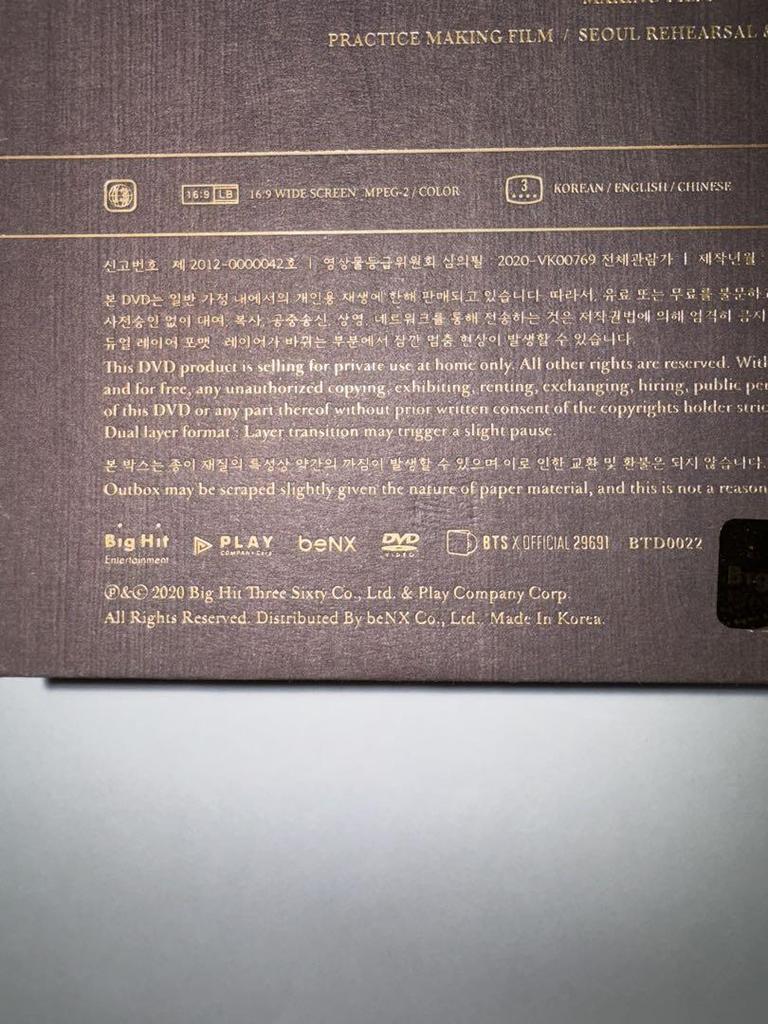 MAKING FILM
PRACTICE MAKING FILM / SEOUL REHEARSAL &
16:9 LB 16:9 WIDE SCREEN MPEG-2 / COLOR 3 KOREAN / ENGLISH / CHINESE
신고번호 제 2012-0000042호 | 영상물등급위원회 심의필 2020-VK00769 전체관람가 | 제작년월
본 DVD는 일반 가정 내에서의 개인용 재생에 한해 판매되고 있습니다. 따라서, 유료 또는 무료를 불문하고
사전승인 없이 대여, 복사, 공중송신, 상영, 네트워크를 통해 전송하는 것은 저작권법에 의해 엄격히 금지
듀얼 레이어 포맷 : 레이어가 바뀌는 부분에서 잠깐 멈춤 현상이 발생할 수 있습니다.
This DVD product is selling for private use at home only. All other rights are reserved. With
and for free, any unauthorized copying, exhibiting, renting, exchanging, hiring, public per
of this DVD or any part thereof without prior written consent of the copyrights holder stric
Dual layer format : Layer transition may trigger a slight pause.
본 박스는 종이 재질의 특성상 약간의 까짐이 발생할 수 있으며 이로 인한 교환 및 환불은 되지 않습니다.
Outbox may be scraped slightly given the nature of paper material, and this is not a reason
Big Hit Entertainment PLAY COMPANY Corp. beNX DVD VIDEO BTS X OFFICIAL 29691 BTD0022
Ⓟ&© 2020 Big Hit Three Sixty Co., Ltd. & Play Company Corp.
All Rights Reserved. Distributed By beNX Co., Ltd. Made In Korea.